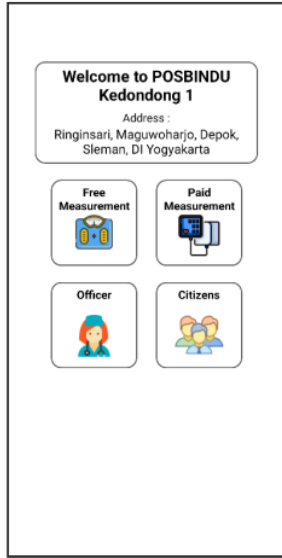 Welcome to POSBINDU
Kedondong 1
Address :
Ringinsari, Maguwoharjo, Depok,
Sleman, DI Yogyakarta
Free
Measurement
Paid
Measurement
Officer
Citizens